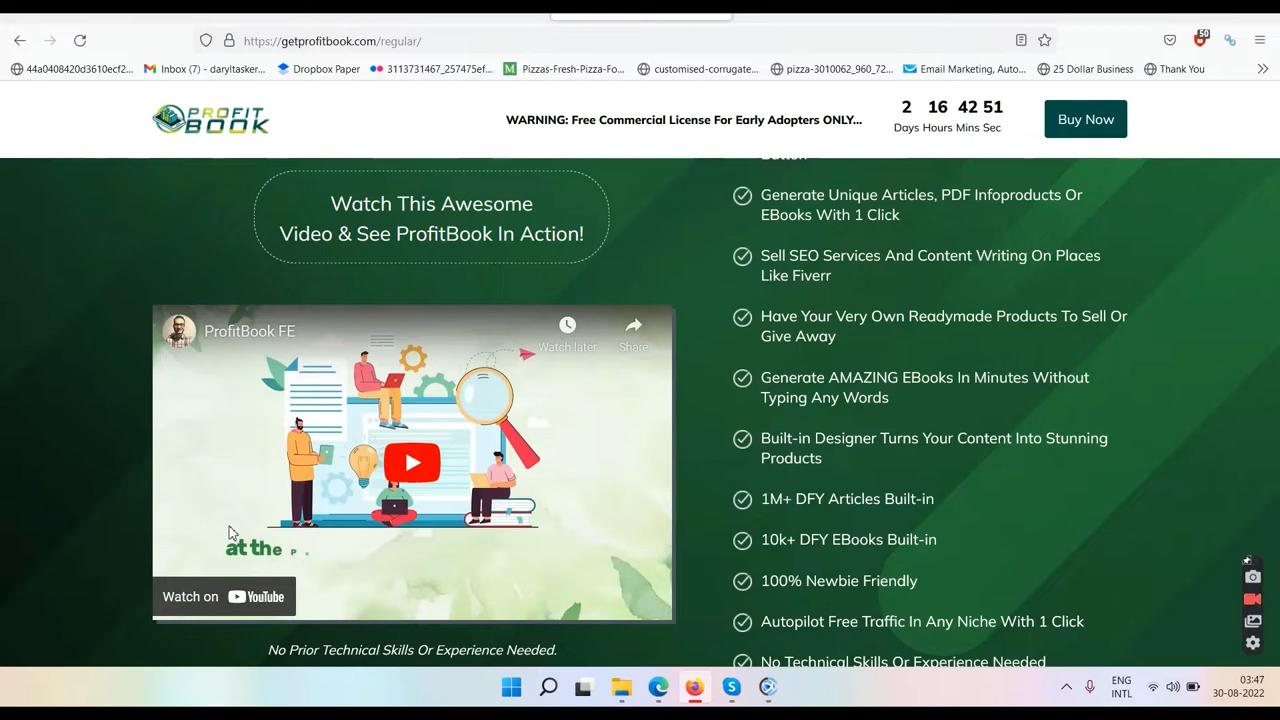 https://getprofitbook.com/regular/
50
44a0408420d3610ecf2...
Inbox (7) - daryltasker...
Dropbox Paper
3113731467_257475ef...
Pizzas-Fresh-Pizza-Fo...
customised-corrugate...
pizza-3010062_960_72...
Email Marketing, Auto...
25 Dollar Business
Thank You
PROFIT
BOOK
WARNING: Free Commercial License For Early Adopters ONLY...
2 16 42 51
Days Hours Mins Sec
Buy Now
Watch This Awesome
Video & See ProfitBook In Action!
ProfitBook FE
Watch later
Share
at the P
Watch on YouTube
No Prior Technical Skills Or Experience Needed.
Button
Generate Unique Articles, PDF Infoproducts Or
EBooks With 1 Click
Sell SEO Services And Content Writing On Places
Like Fiverr
Have Your Very Own Readymade Products To Sell Or
Give Away
Generate AMAZING EBooks In Minutes Without
Typing Any Words
Built-in Designer Turns Your Content Into Stunning
Products
1M+ DFY Articles Built-in
10k+ DFY EBooks Built-in
100% Newbie Friendly
Autopilot Free Traffic In Any Niche With 1 Click
No Technical Skills Or Experience Needed
ENG
INTL
03:47
30-08-2022